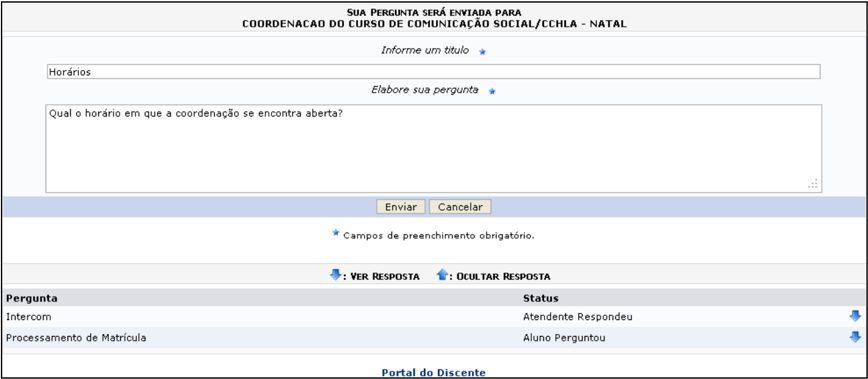 SUA PERGUNTA SERÁ ENVIADA PARA
COORDENACAO DO CURSO DE COMUNICAÇÃO SOCIAL/CCHLA - NATAL
Informe um titulo
Horários
Elabore sua pergunta
Qual o horário em que a coordenação se encontra aberta?
Enviar Cancelar
Campos de preenchimento obrigatório.
: VER RESPOSTA : OCULTAR RESPOSTA
Pergunta Status
Intercom Atendente Respondeu
Processamento de Matrícula Aluno Perguntou
Portal do Discente